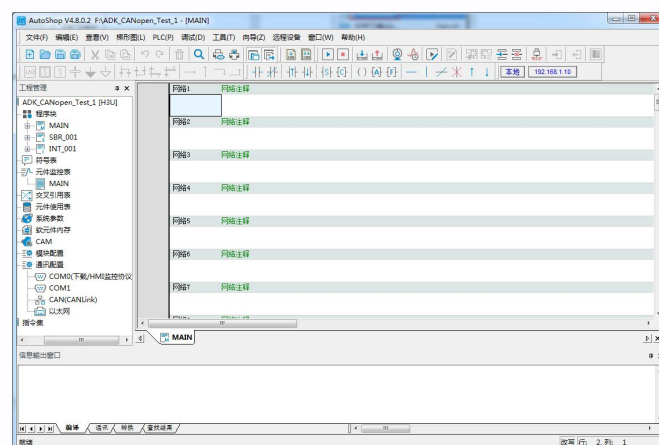 AutoShop V4.8.0.2 F:\ADK_CANopen_Test_1 - [MAIN]
文件(F) 编辑(E) 查看(V) 梯形图(L) PLC(P) 调试(D) 工具(T) 向导(Z) 远程设备 窗口(W) 帮助(H)
本地 192.168.1.10
工程管理
ADK_CANopen_Test_1 [H3U]
程序块
MAIN
SBR_001
INT_001
符号表
元件监控表
MAIN
交叉引用表
元件使用表
系统参数
软元件内存
CAM
模块配置
通讯配置
COM0(下载/HMI监控协议
COM1
CAN(CANLink)
以太网
指令集
网络1 网络注释
网络2 网络注释
网络3 网络注释
网络4 网络注释
网络5 网络注释
网络6 网络注释
网络7 网络注释
MAIN
信息输出窗口
编译 通讯 转换 查找结果
就绪
改写 行: 2, 列: 1